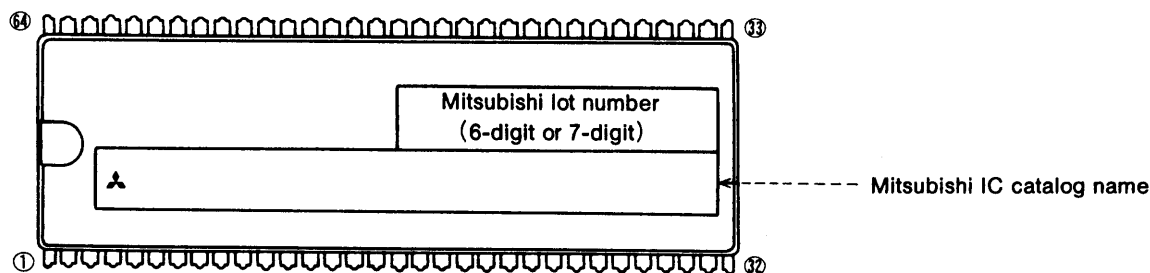 64
33
Mitsubishi lot number
(6-digit or 7-digit)
Mitsubishi IC catalog name
1
32